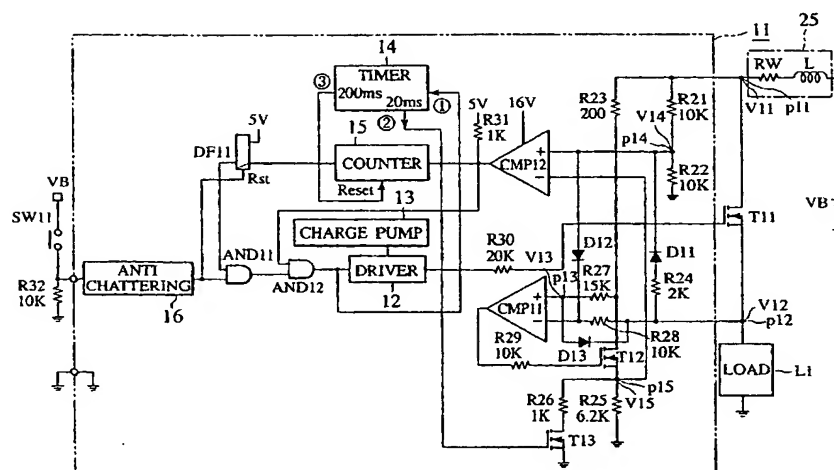 11
25
14
TIMER
200ms
20ms
③
②
①
RW
L
V11
p11
R23
200
R21
10K
V14
p14
R22
10K
5V
R31
1K
16V
CMP12
+
−
15
COUNTER
Reset
5V
DF11
Rst
VB
SW11
R32
10K
13
CHARGE PUMP
AND11
AND12
DRIVER
12
ANTI
CHATTERING
16
R30
20K
V13
p13
D12
R27
15K
D11
R24
2K
T11
VB
CMP11
+
−
V12
p12
R28
10K
R29
10K
D13
T12
p15
V15
LOAD
L1
R26
1K
R25
6.2K
T13